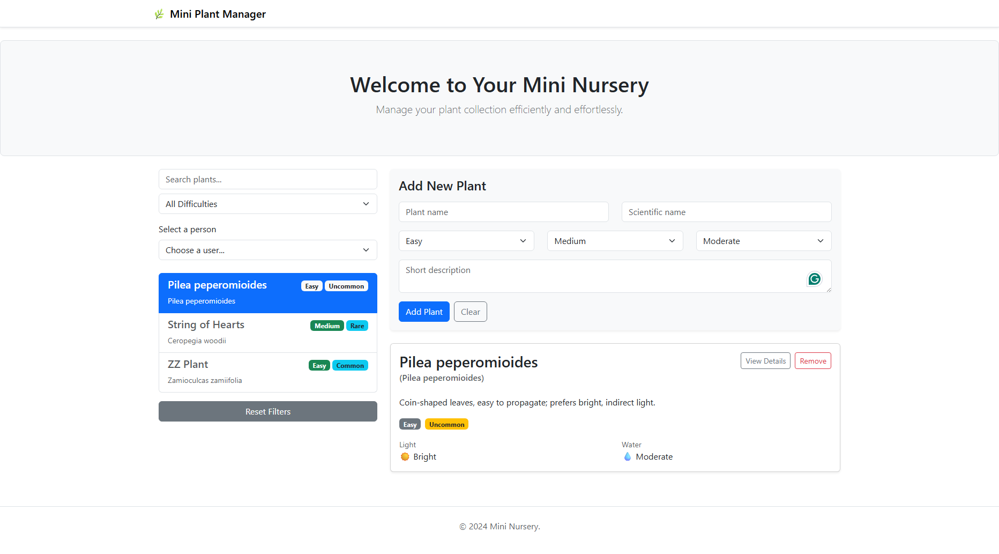 Mini Plant Manager
Welcome to Your Mini Nursery
Manage your plant collection efficiently and effortlessly.
Search plants...
All Difficulties
Select a person
Choose a user...
Pilea peperomioides Easy Uncommon
Pilea peperomioides
String of Hearts Medium Rare
Ceropegia woodii
ZZ Plant Easy Common
Zamioculcas zamiifolia
Reset Filters
Add New Plant
Plant name Scientific name
Easy Medium Moderate
Short description
Add Plant Clear
Pilea peperomioides View Details Remove
(Pilea peperomioides)
Coin-shaped leaves, easy to propagate; prefers bright, indirect light.
Easy Uncommon
Light Water
Bright Moderate
© 2024 Mini Nursery.